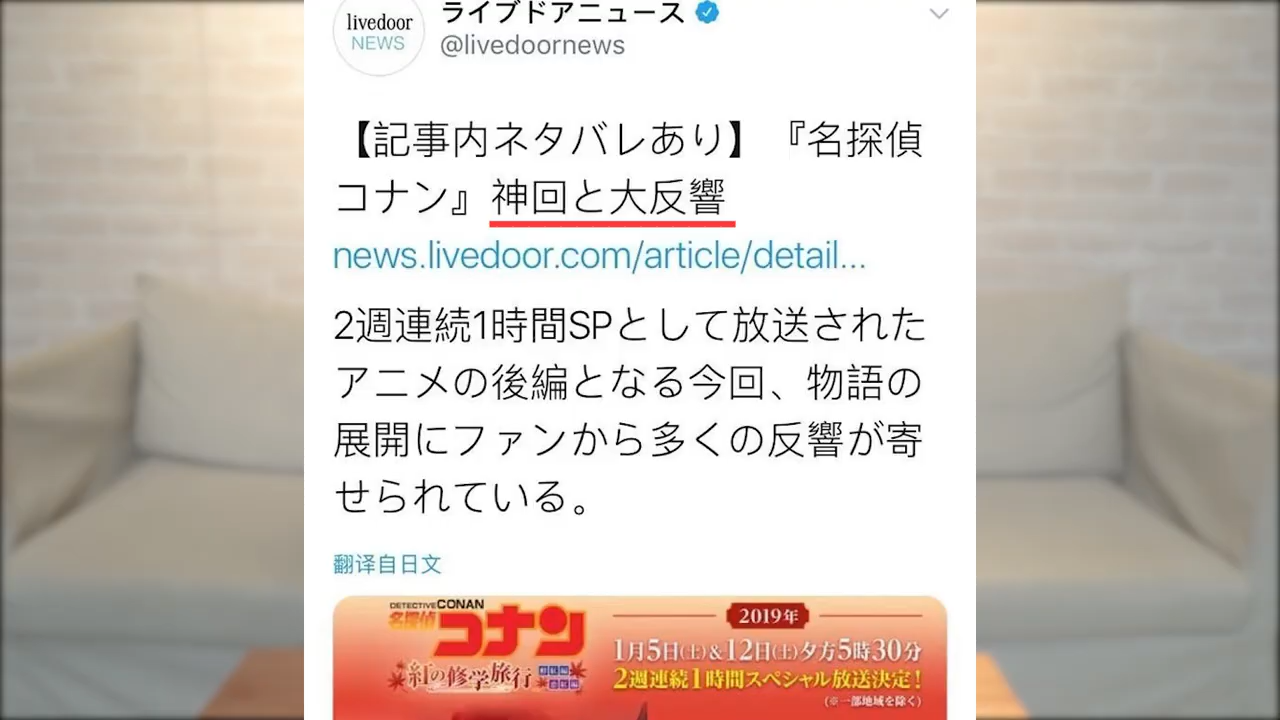 livedoor
NEWS
ライブドアニュース
@livedoornews
【記事内ネタバレあり】『名探偵
コナン』神回と大反響
news.livedoor.com/article/detail...
2週連続1時間SPとして放送された
アニメの後編となる今回、物語の
展開にファンから多くの反響が寄
せられている。
翻译自日文
DETECTIVE CONAN
名探偵
コナン
紅の修学旅行
2019年
1月5日(土)&12日(土)夕方5時30分
2週連続1時間スペシャル放送決定!
(※一部地域を除く)